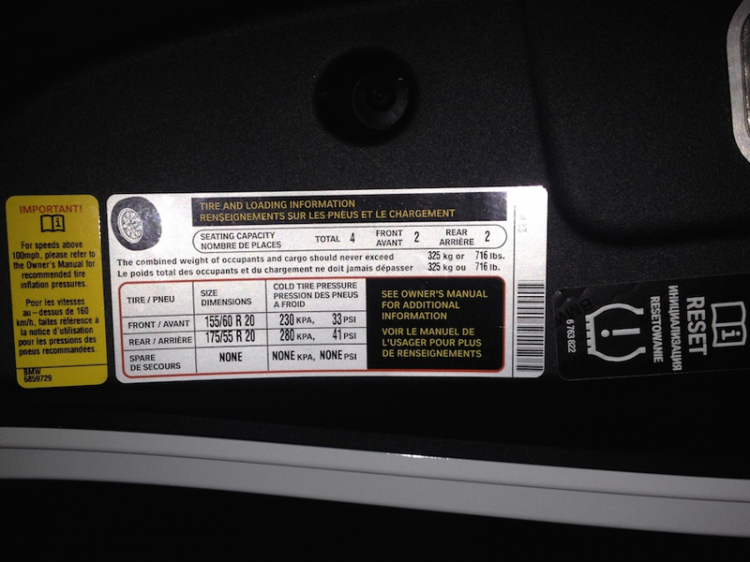 IMPORTANT!
For speeds above
100mph, please refer to
the Owner's Manual for
recommended tire
inflation pressures.
Pour les vitesses
au-dessus de 160
km/h, faites référence à
la notice d'utilisation
pour les pressions des
pneus recommandées.
BMW
6859729
TIRE AND LOADING INFORMATION
RENSEIGNEMENTS SUR LES PNEUS ET LE CHARGEMENT
SEATING CAPACITY
NOMBRE DE PLACES
TOTAL 4
FRONT
AVANT 2
REAR
ARRIÈRE 2
The combined weight of occupants and cargo should never exceed 325 kg or 716 lbs.
Le poids total des occupants et du chargement ne doit jamais dépasser 325 kg ou 716 lb.
TIRE / PNEU
SIZE
DIMENSIONS
COLD TIRE PRESSURE
PRESSION DES PNEUS
A FROID
FRONT / AVANT 155/60 R 20 230 KPA, 33 PSI
REAR / ARRIÈRE 175/55 R 20 280 KPA, 41 PSI
SPARE
DE SECOURS
NONE NONE KPA, NONE PSI
SEE OWNER'S MANUAL
FOR ADDITIONAL
INFORMATION
VOIR LE MANUEL DE
L'USAGER POUR PLUS
DE RENSEIGNEMENTS
RESET
ИНИЦИАЛИЗАЦИЯ
RESETOWANIE
6 763 822